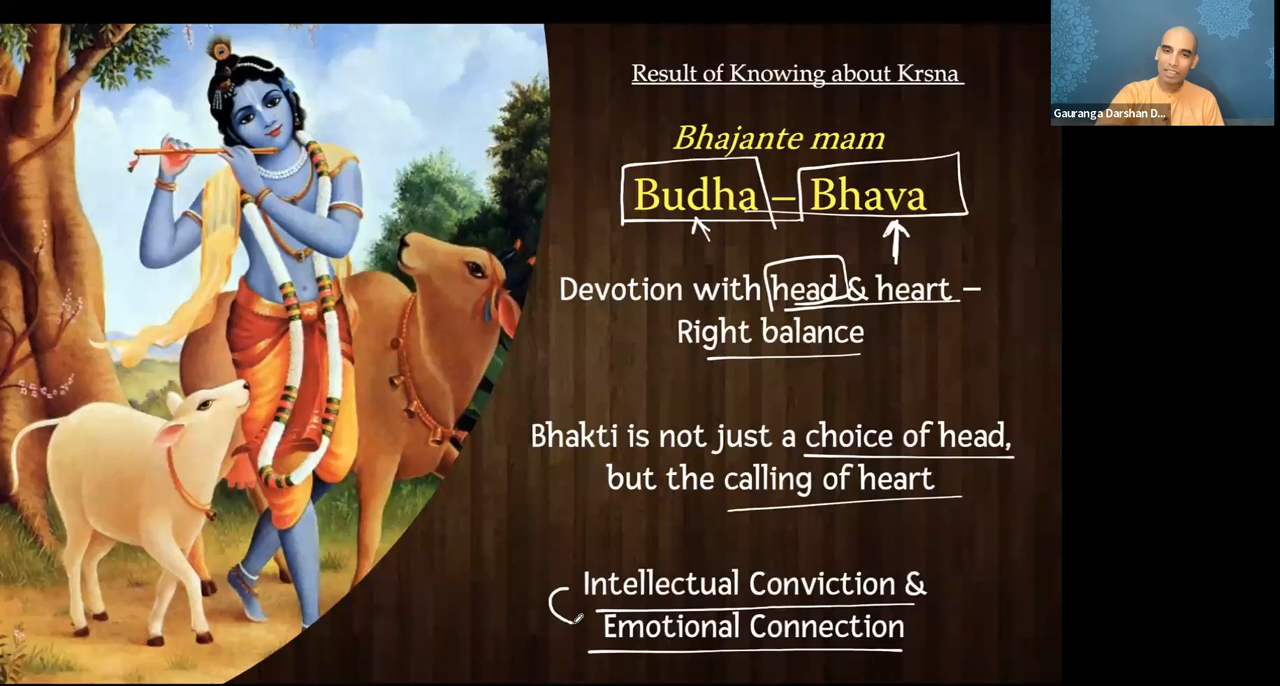 Result of Knowing about Krsna
Bhajante mam
Budha – Bhava
Devotion with head & heart –
Right balance
Bhakti is not just a choice of head,
but the calling of heart
Intellectual Conviction &
Emotional Connection
Gauranga Darshan D...